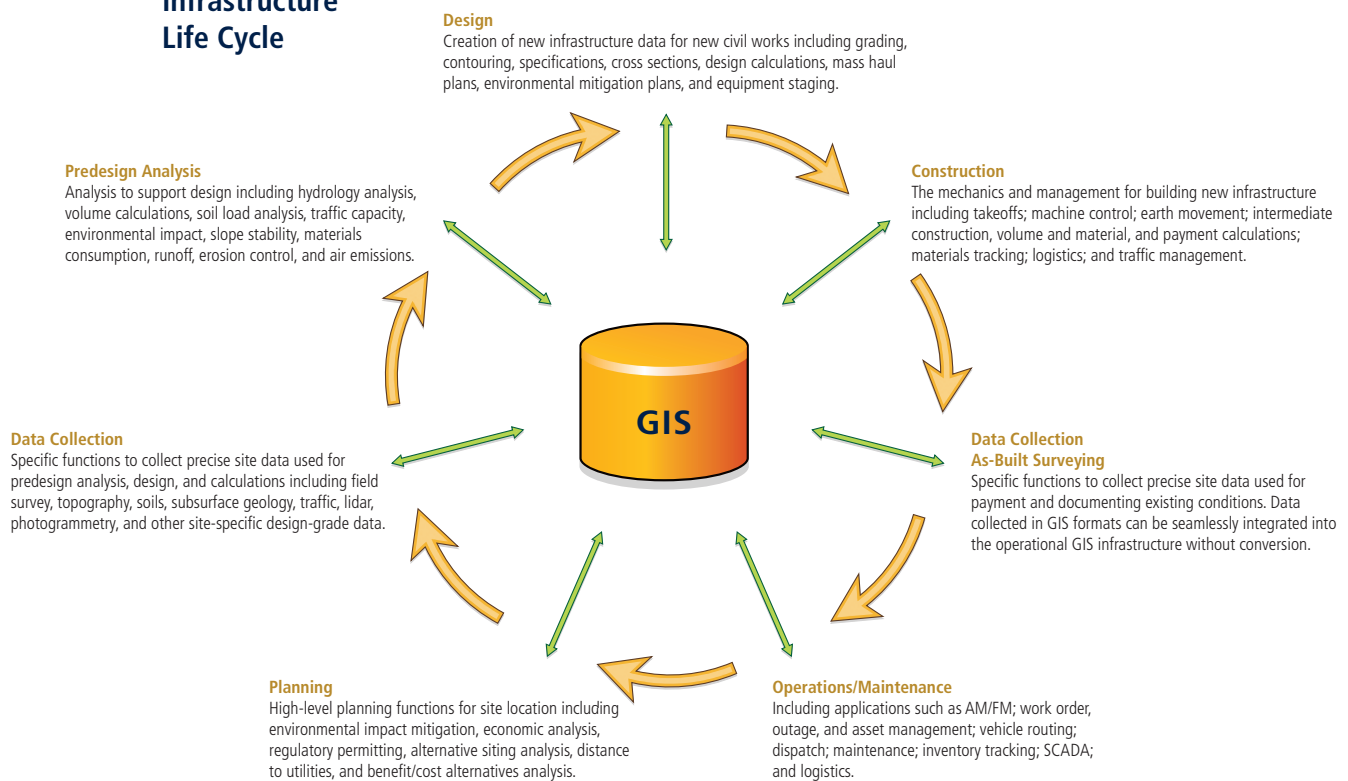 Infrastructure
Life Cycle
Design
Creation of new infrastructure data for new civil works including grading,
contouring, specifications, cross sections, design calculations, mass haul
plans, environmental mitigation plans, and equipment staging.
Predesign Analysis
Analysis to support design including hydrology analysis,
volume calculations, soil load analysis, traffic capacity,
environmental impact, slope stability, materials
consumption, runoff, erosion control, and air emissions.
Construction
The mechanics and management for building new infrastructure
including takeoffs; machine control; earth movement; intermediate
construction, volume and material, and payment calculations;
materials tracking; logistics; and traffic management.
GIS
Data Collection
Specific functions to collect precise site data used for
predesign analysis, design, and calculations including field
survey, topography, soils, subsurface geology, traffic, lidar,
photogrammetry, and other site-specific design-grade data.
Data Collection
As-Built Surveying
Specific functions to collect precise site data used for
payment and documenting existing conditions. Data
collected in GIS formats can be seamlessly integrated into
the operational GIS infrastructure without conversion.
Planning
High-level planning functions for site location including
environmental impact mitigation, economic analysis,
regulatory permitting, alternative siting analysis, distance
to utilities, and benefit/cost alternatives analysis.
Operations/Maintenance
Including applications such as AM/FM; work order,
outage, and asset management; vehicle routing;
dispatch; maintenance; inventory tracking; SCADA;
and logistics.